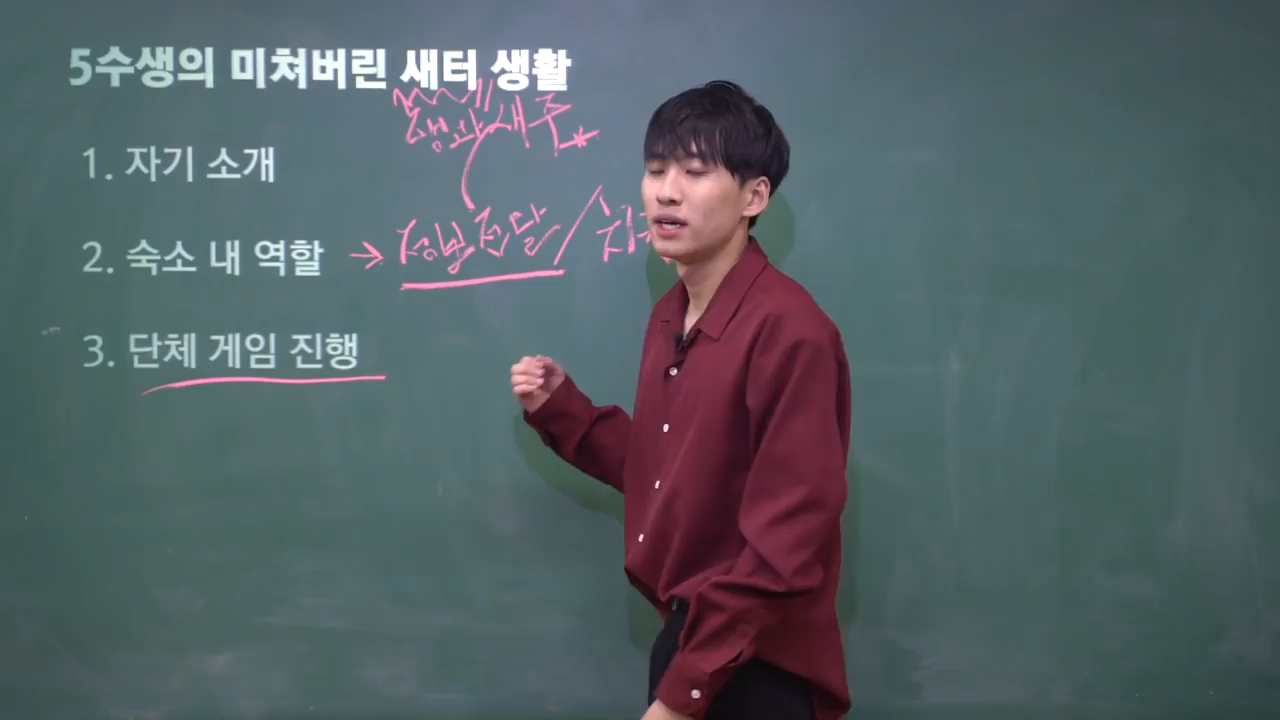 5수생의 미쳐버린 새터 생활
생과 새주*
1. 자기 소개
2. 숙소 내 역할 → 정보 전달 /
3. 단체 게임 진행